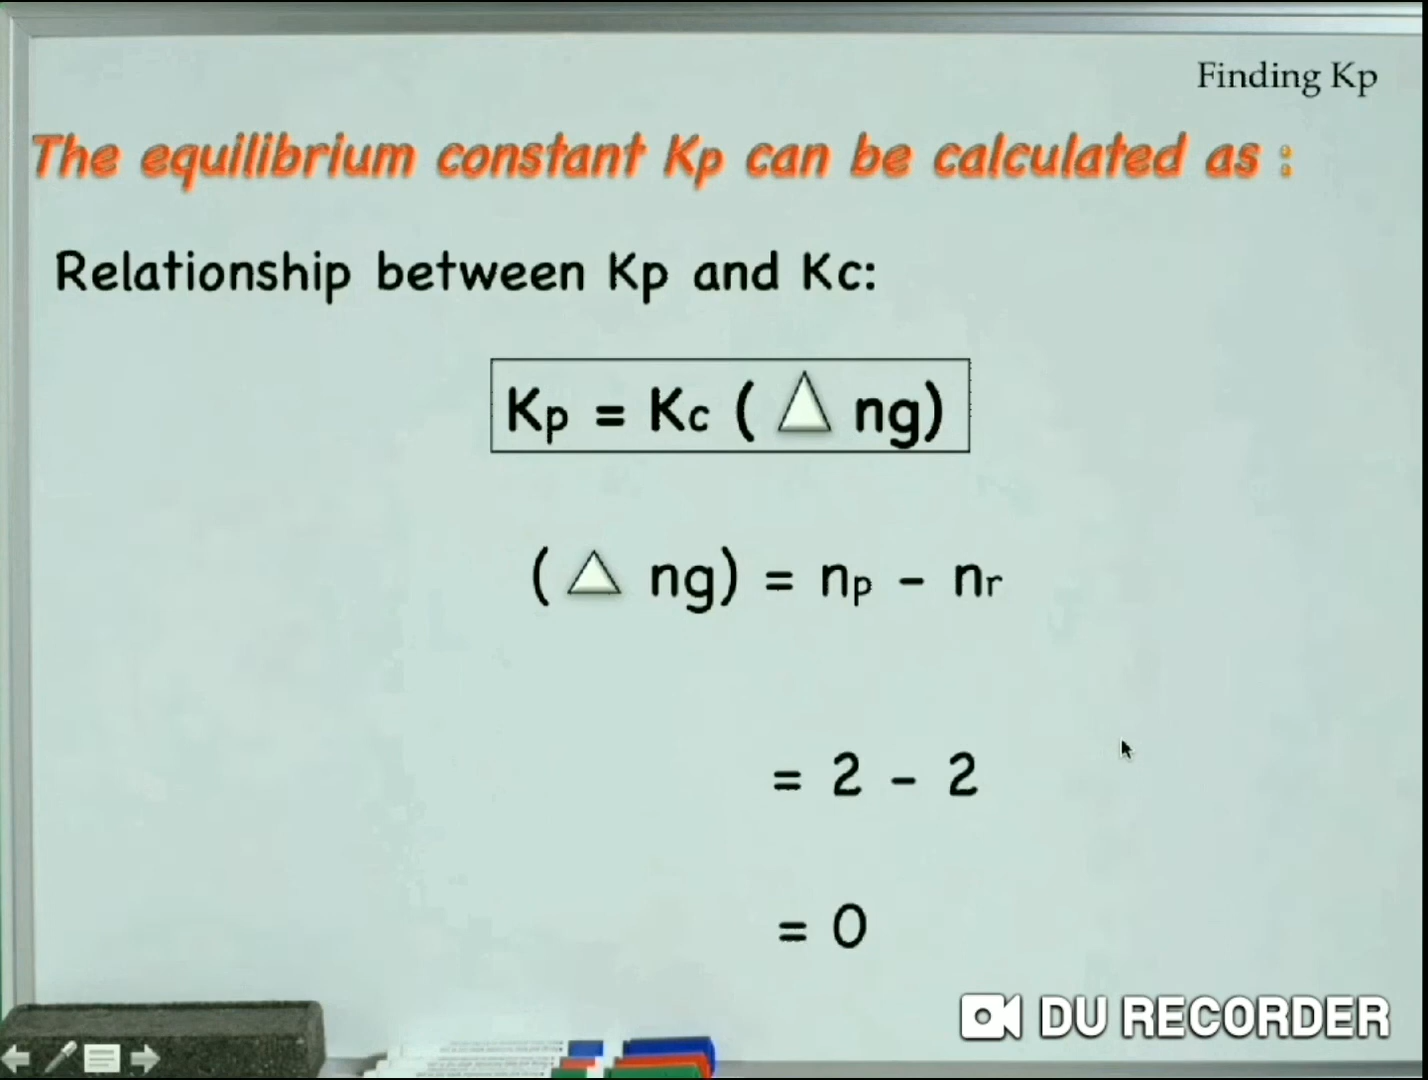 Finding Kp
The equilibrium constant Kp can be calculated as :
Relationship between Kp and Kc:
Kp = Kc ( △ ng)
( △ ng) = np - nr
= 2 - 2
= 0
DU RECORDER